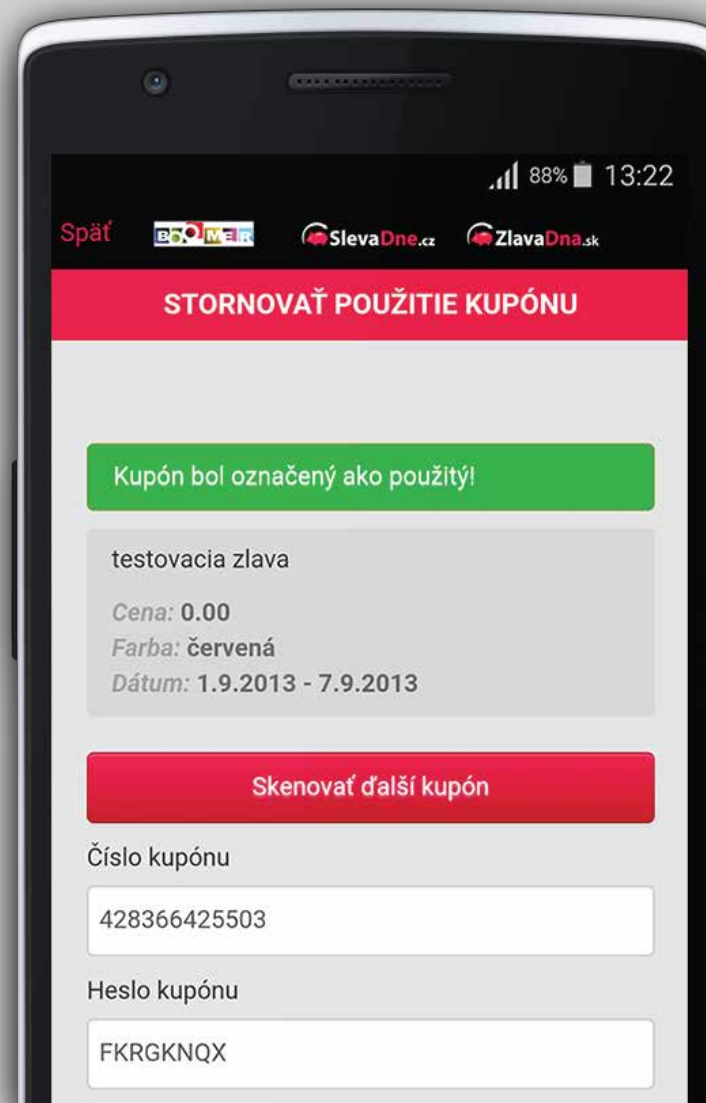 88% 13:22
Späť BOOMER SlevaDne.cz ZlavaDna.sk
STORNOVAŤ POUŽITIE KUPÓNU
Kupón bol označený ako použitý!
testovacia zlava
Cena: 0.00
Farba: červená
Dátum: 1.9.2013 - 7.9.2013
Skenovať ďalší kupón
Číslo kupónu
428366425503
Heslo kupónu
FKRGKNQX